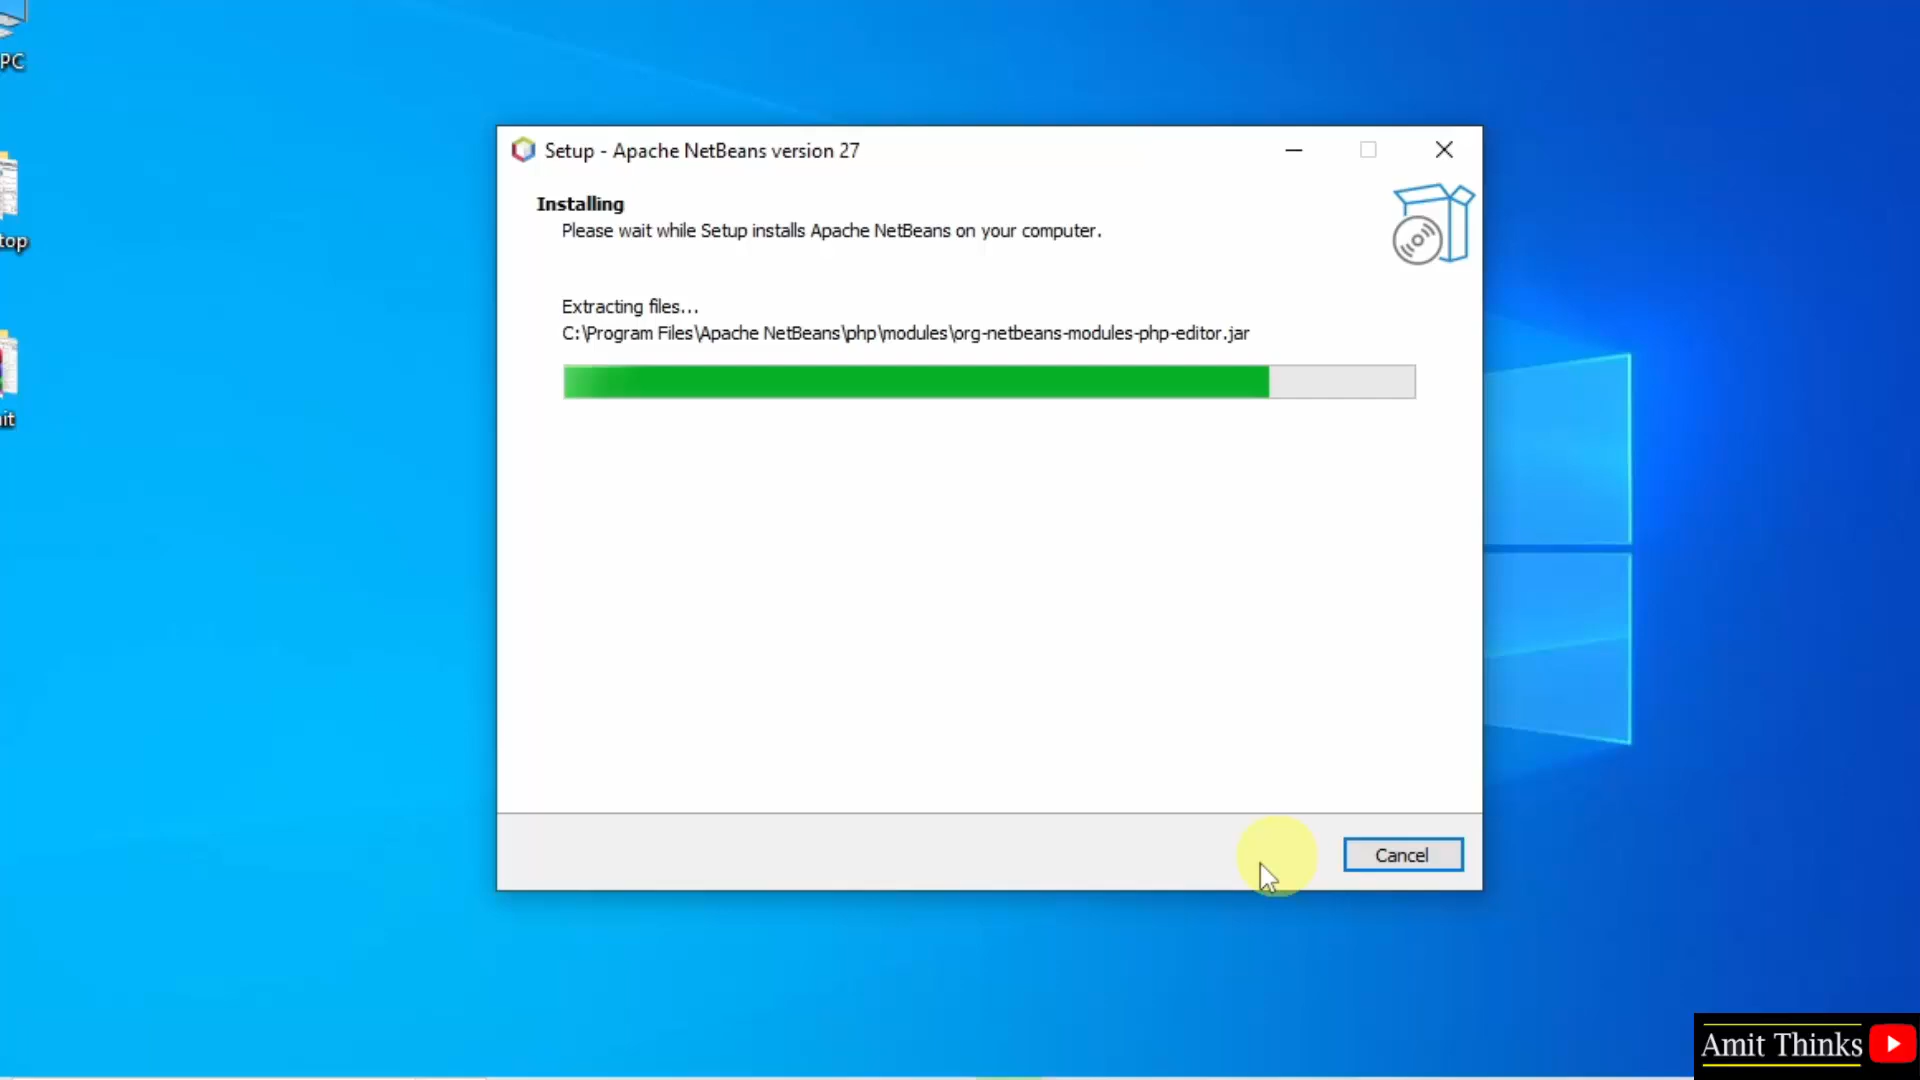 PC
top
it
Setup - Apache NetBeans version 27
Installing
Please wait while Setup installs Apache NetBeans on your computer.
Extracting files...
C:\Program Files\Apache NetBeans\php\modules\org-netbeans-modules-php-editor.jar
Cancel
Amit Thinks